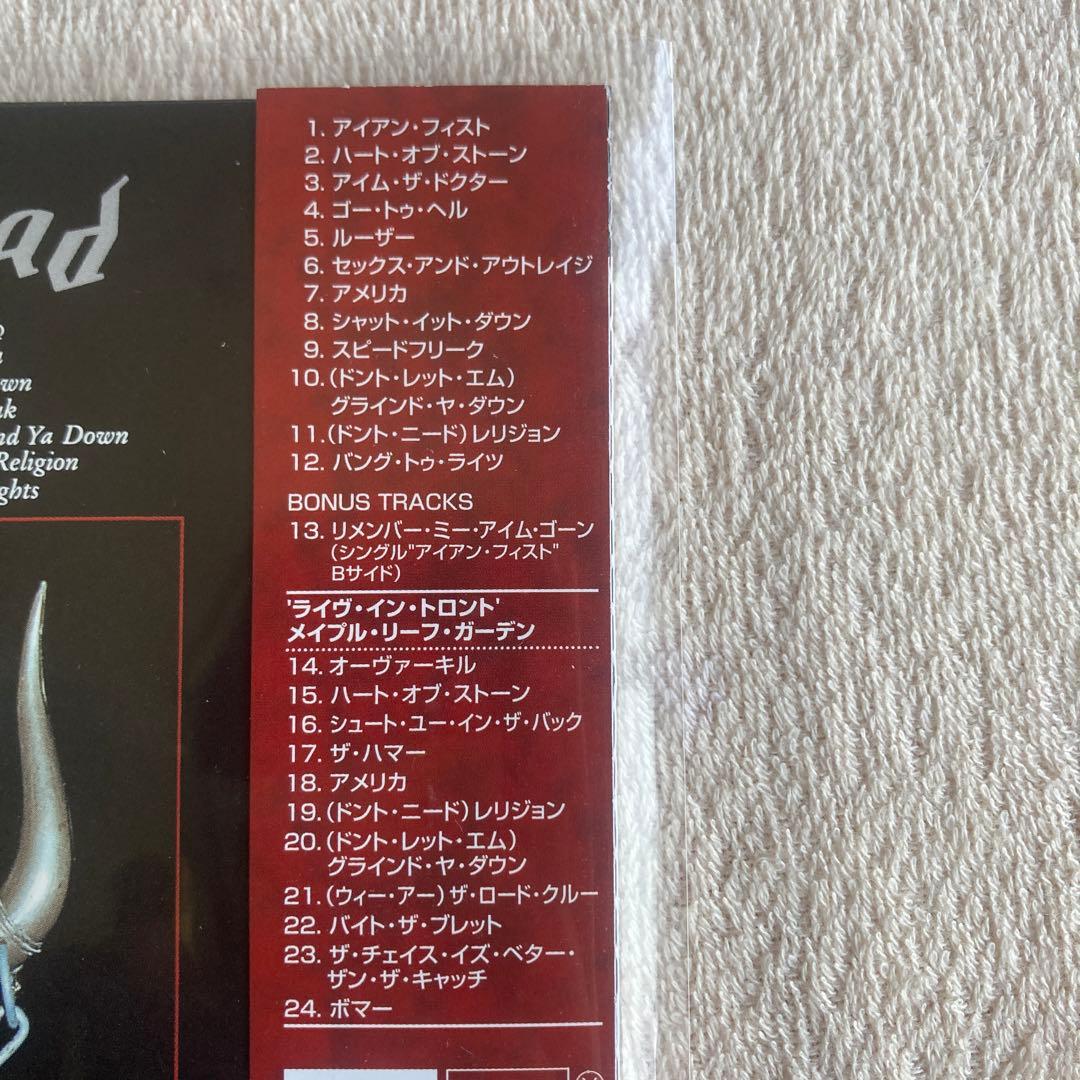 ad
own
nd Ya Down
Religion
ghts
1. アイアン・フィスト
2. ハート・オブ・ストーン
3. アイム・ザ・ドクター
4. ゴー・トゥ・ヘル
5. ルーザー
6. セックス・アンド・アウトレイジ
7. アメリカ
8. シャット・イット・ダウン
9. スピードフリーク
10. (ドント・レット・エム)
グラインド・ヤ・ダウン
11. (ドント・ニード)レリジョン
12. バング・トゥ・ライツ
BONUS TRACKS
13. リメンバー・ミー・アイム・ゴーン
(シングル"アイアン・フィスト"
Bサイド)
'ライヴ・イン・トロント'
メイプル・リーフ・ガーデン
14. オーヴァーキル
15. ハート・オブ・ストーン
16. シュート・ユー・イン・ザ・バック
17. ザ・ハマー
18. アメリカ
19. (ドント・ニード)レリジョン
20. (ドント・レット・エム)
グラインド・ヤ・ダウン
21. (ウィー・アー)ザ・ロード・クルー
22. バイト・ザ・ブレット
23. ザ・チェイス・イズ・ベター・
ザン・ザ・キャッチ
24. ボマー